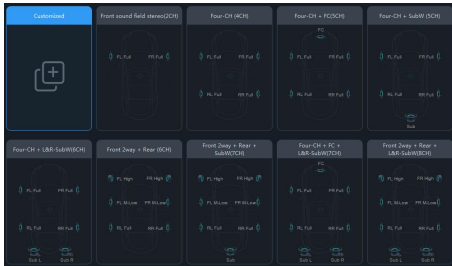 Customized
Front sound field stereo(2CH)
Four-CH (4CH)
Four-CH + FC(5CH)
Four-CH + SubW (5CH)
FL Full FR Full
FL Full FR Full
RL Full RR Full
FC
FL Full FR Full
RL Full RR Full
FL Full FR Full
RL Full RR Full
Sub
Four-CH + L&R-SubW(6CH)
Front 2way + Rear (6CH)
Front 2way + Rear + SubW(7CH)
Four-CH + FC + L&R-SubW(7CH)
Front 2way + Rear + L&R-SubW(8CH)
FL Full FR Full
RL Full RR Full
Sub L Sub R
FL High FR High
FL M.Low FR M.Low
RL Full RR Full
FL High FR High
FL M.Low FR M.Low
RL Full RR Full
Sub
FC
FL Full FR Full
RL Full RR Full
Sub L Sub R
FL High FR High
FL M.Low FR M.Low
RL Full RR Full
Sub L Sub R